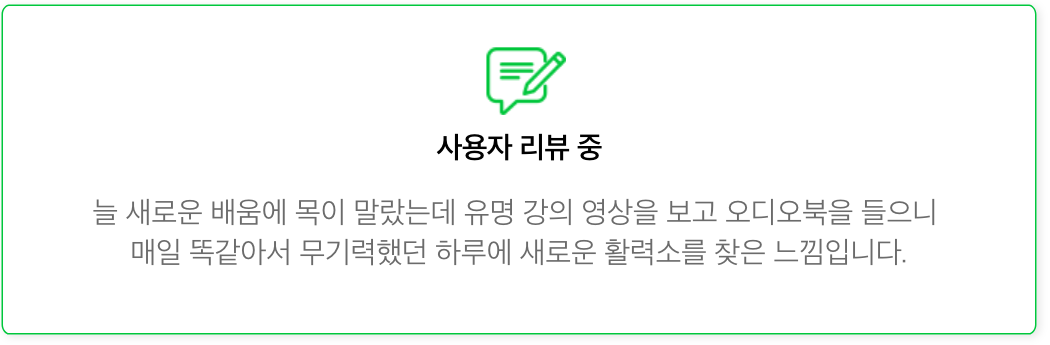 사용자 리뷰 중
늘 새로운 배움에 목이 말랐는데 유명 강의 영상을 보고 오디오북을 들으니
매일 똑같아서 무기력했던 하루에 새로운 활력소를 찾은 느낌입니다.